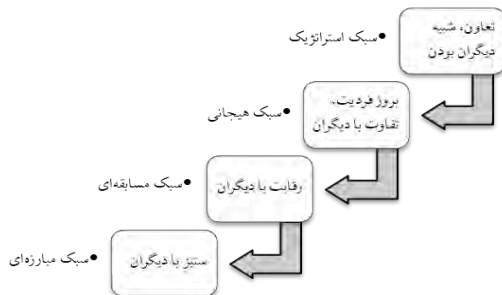 تعاون، شبیه
دیگران بودن
•سبک استراتژیک
بروز فردیت،
تفاوت با دیگران
•سبک هیجانی
رقابت با دیگران
•سبک مسابقه‌ای
ستیز با دیگران
•سبک مبارزه‌ای